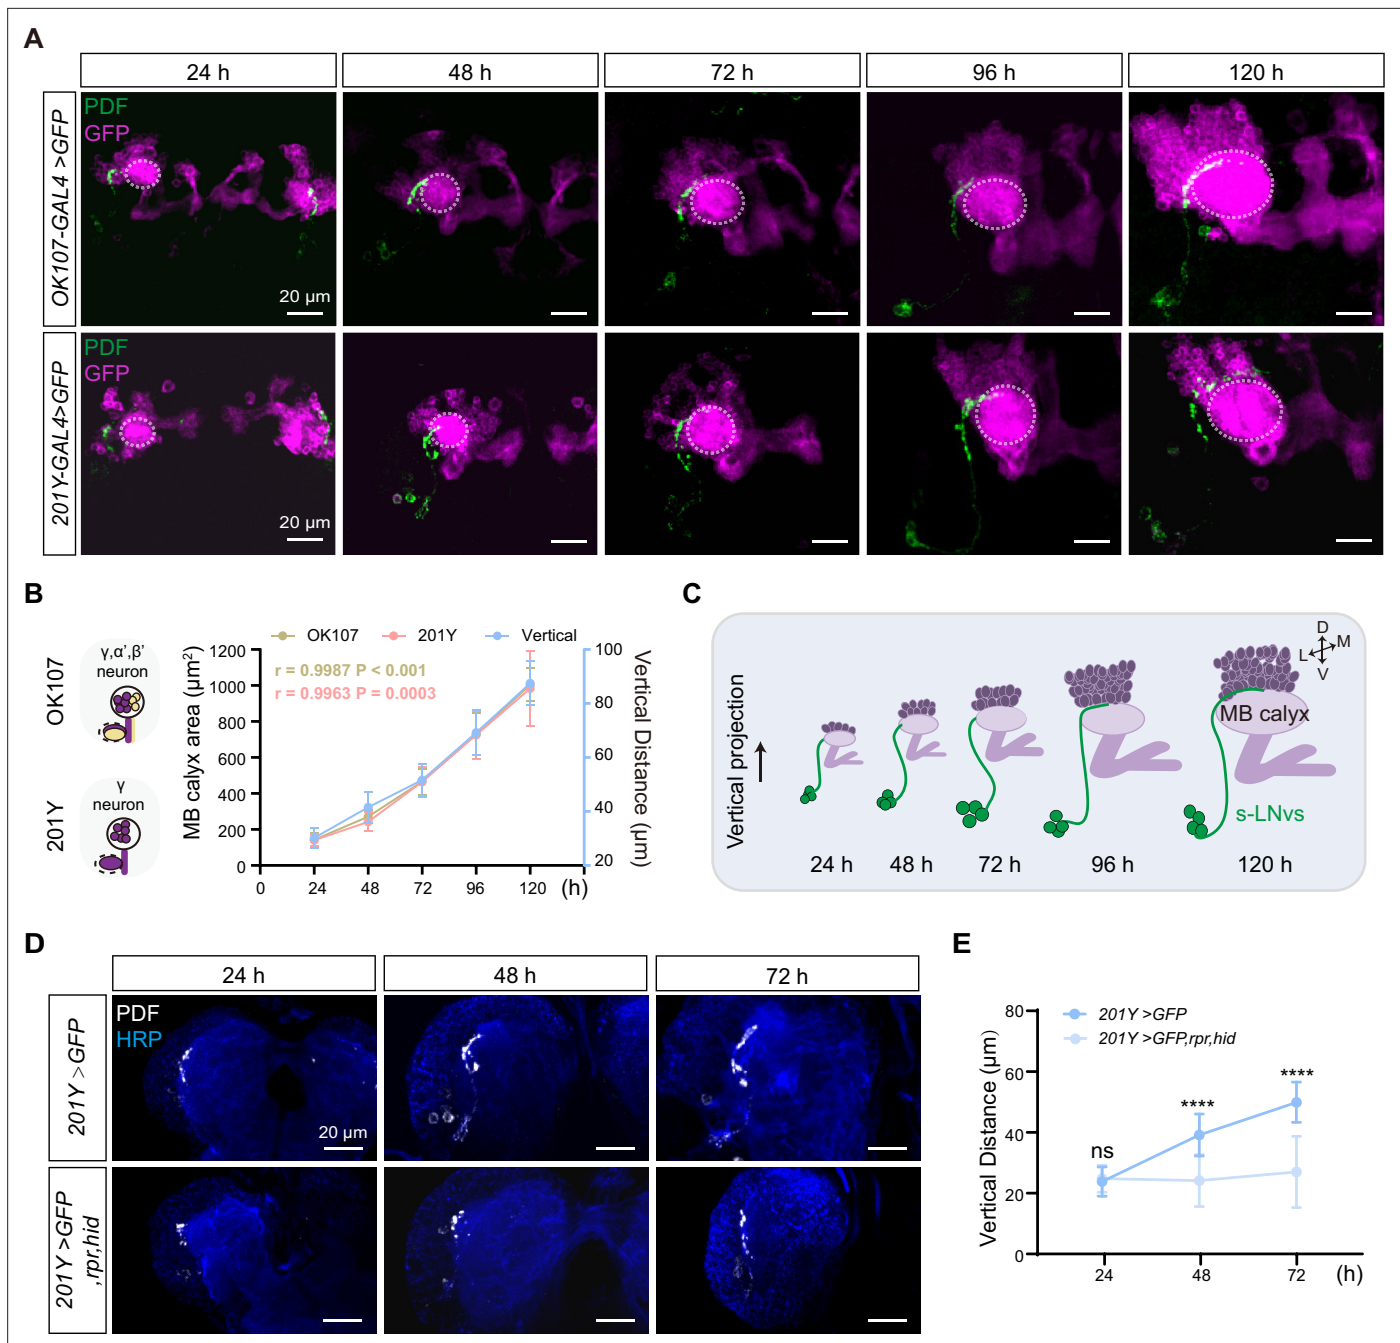 A
24 h
48 h
72 h
96 h
120 h
OK107-GAL4 >GFP
PDF
GFP
20 µm
201Y-GAL4>GFP
PDF
GFP
20 µm
B
OK107
γ,α',β'
neuron
201Y
γ
neuron
OK107
201Y
Vertical
r = 0.9987 P < 0.001
r = 0.9963 P = 0.0003
MB calyx area (µm²)
1200
1000
800
600
400
200
0
100
80
60
40
20
Vertical Distance (µm)
0
24
48
72
96
120
(h)
C
Vertical projection
D
M
L
V
MB calyx
s-LNvs
24 h
48 h
72 h
96 h
120 h
D
24 h
48 h
72 h
201Y >GFP
PDF
HRP
20 µm
201Y >GFP
,rpr,hid
E
201Y >GFP
201Y >GFP,rpr,hid
Vertical Distance (µm)
80
60
40
20
0
ns
****
****
24
48
72
(h)